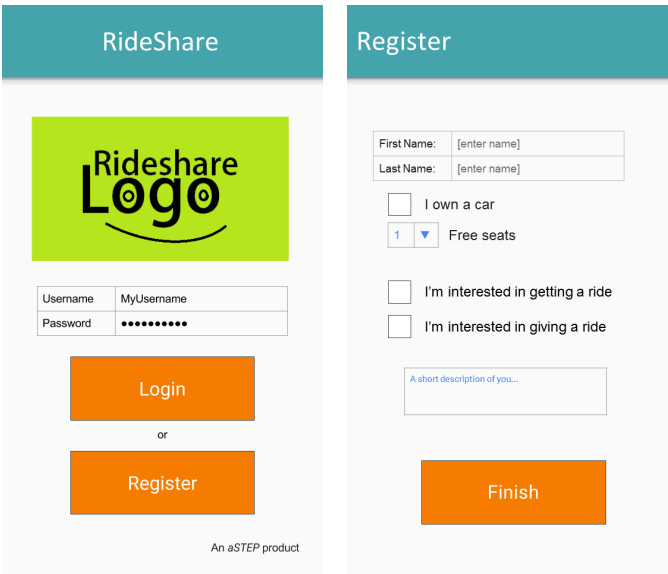 RideShare
Rideshare
Logo
Username MyUsername
Password ●●●●●●●●●●
Login
or
Register
An aSTEP product
Register
First Name: [enter name]
Last Name: [enter name]
I own a car
1 Free seats
I'm interested in getting a ride
I'm interested in giving a ride
A short description of you...
Finish